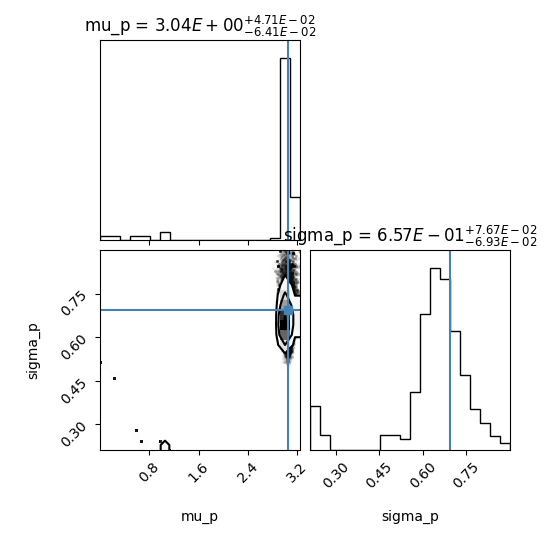 mu_p = 3.04E + 00+4.71E − 02 −6.41E − 02
sigma_p = 6.57E − 01+7.67E − 02 −6.93E − 02
sigma_p
0.75
0.60
0.45
0.30
0.8 1.6 2.4 3.2
0.30 0.45 0.60 0.75
mu_p
sigma_p